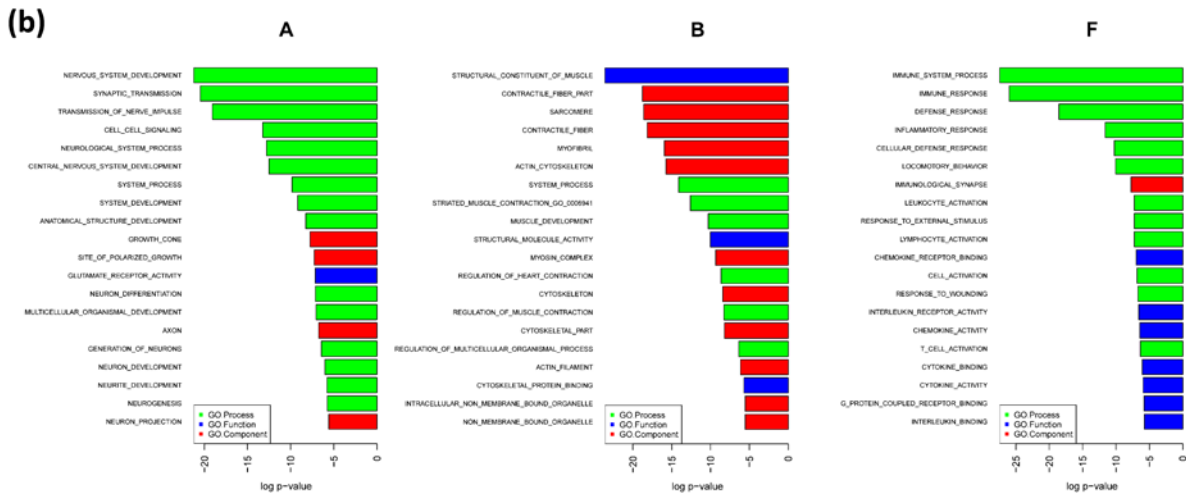 (b)
A
NERVOUS_SYSTEM_DEVELOPMENT
SYNAPTIC_TRANSMISSION
TRANSMISSION_OF_NERVE_IMPULSE
CELL_CELL_SIGNALING
NEUROLOGICAL_SYSTEM_PROCESS
CENTRAL_NERVOUS_SYSTEM_DEVELOPMENT
SYSTEM_PROCESS
SYSTEM_DEVELOPMENT
ANATOMICAL_STRUCTURE_DEVELOPMENT
GROWTH_CONE
SITE_OF_POLARIZED_GROWTH
GLUTAMATE_RECEPTOR_ACTIVITY
NEURON_DIFFERENTIATION
MULTICELLULAR_ORGANISMAL_DEVELOPMENT
AXON
GENERATION_OF_NEURONS
NEURON_DEVELOPMENT
NEURITE_DEVELOPMENT
NEUROGENESIS
NEURON_PROJECTION
GO Process
GO Function
GO Component
-20 -15 -10 -5 0
log p-value
B
STRUCTURAL_CONSTITUENT_OF_MUSCLE
CONTRACTILE_FIBER_PART
SARCOMERE
CONTRACTILE_FIBER
MYOFIBRIL
ACTIN_CYTOSKELETON
SYSTEM_PROCESS
STRIATED_MUSCLE_CONTRACTION_GO_0006941
MUSCLE_DEVELOPMENT
STRUCTURAL_MOLECULE_ACTIVITY
MYOSIN_COMPLEX
REGULATION_OF_HEART_CONTRACTION
CYTOSKELETON
REGULATION_OF_MUSCLE_CONTRACTION
CYTOSKELETAL_PART
REGULATION_OF_MULTICELLULAR_ORGANISMAL_PROCESS
ACTIN_FILAMENT
CYTOSKELETAL_PROTEIN_BINDING
INTRACELLULAR_NON_MEMBRANE_BOUND_ORGANELLE
NON_MEMBRANE_BOUND_ORGANELLE
GO Process
GO Function
GO Component
-20 -15 -10 -5 0
log p-value
F
IMMUNE_SYSTEM_PROCESS
IMMUNE_RESPONSE
DEFENSE_RESPONSE
INFLAMMATORY_RESPONSE
CELLULAR_DEFENSE_RESPONSE
LOCOMOTORY_BEHAVIOR
IMMUNOLOGICAL_SYNAPSE
LEUKOCYTE_ACTIVATION
RESPONSE_TO_EXTERNAL_STIMULUS
LYMPHOCYTE_ACTIVATION
CHEMOKINE_RECEPTOR_BINDING
CELL_ACTIVATION
RESPONSE_TO_WOUNDING
INTERLEUKIN_RECEPTOR_ACTIVITY
CHEMOKINE_ACTIVITY
T_CELL_ACTIVATION
CYTOKINE_BINDING
CYTOKINE_ACTIVITY
G_PROTEIN_COUPLED_RECEPTOR_BINDING
INTERLEUKIN_BINDING
GO Process
GO Function
GO Component
-25 -20 -15 -10 -5 0
log p-value